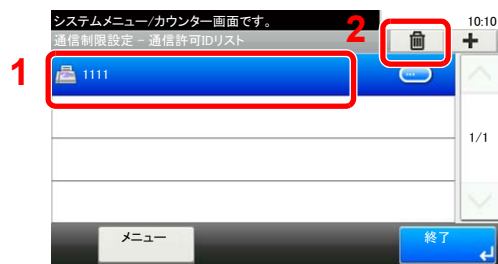 システムメニュー/カウンター画面です。
2
10:10
通信制限設定 - 通信許可IDリスト
1
1111
1/1
メニュー
終了